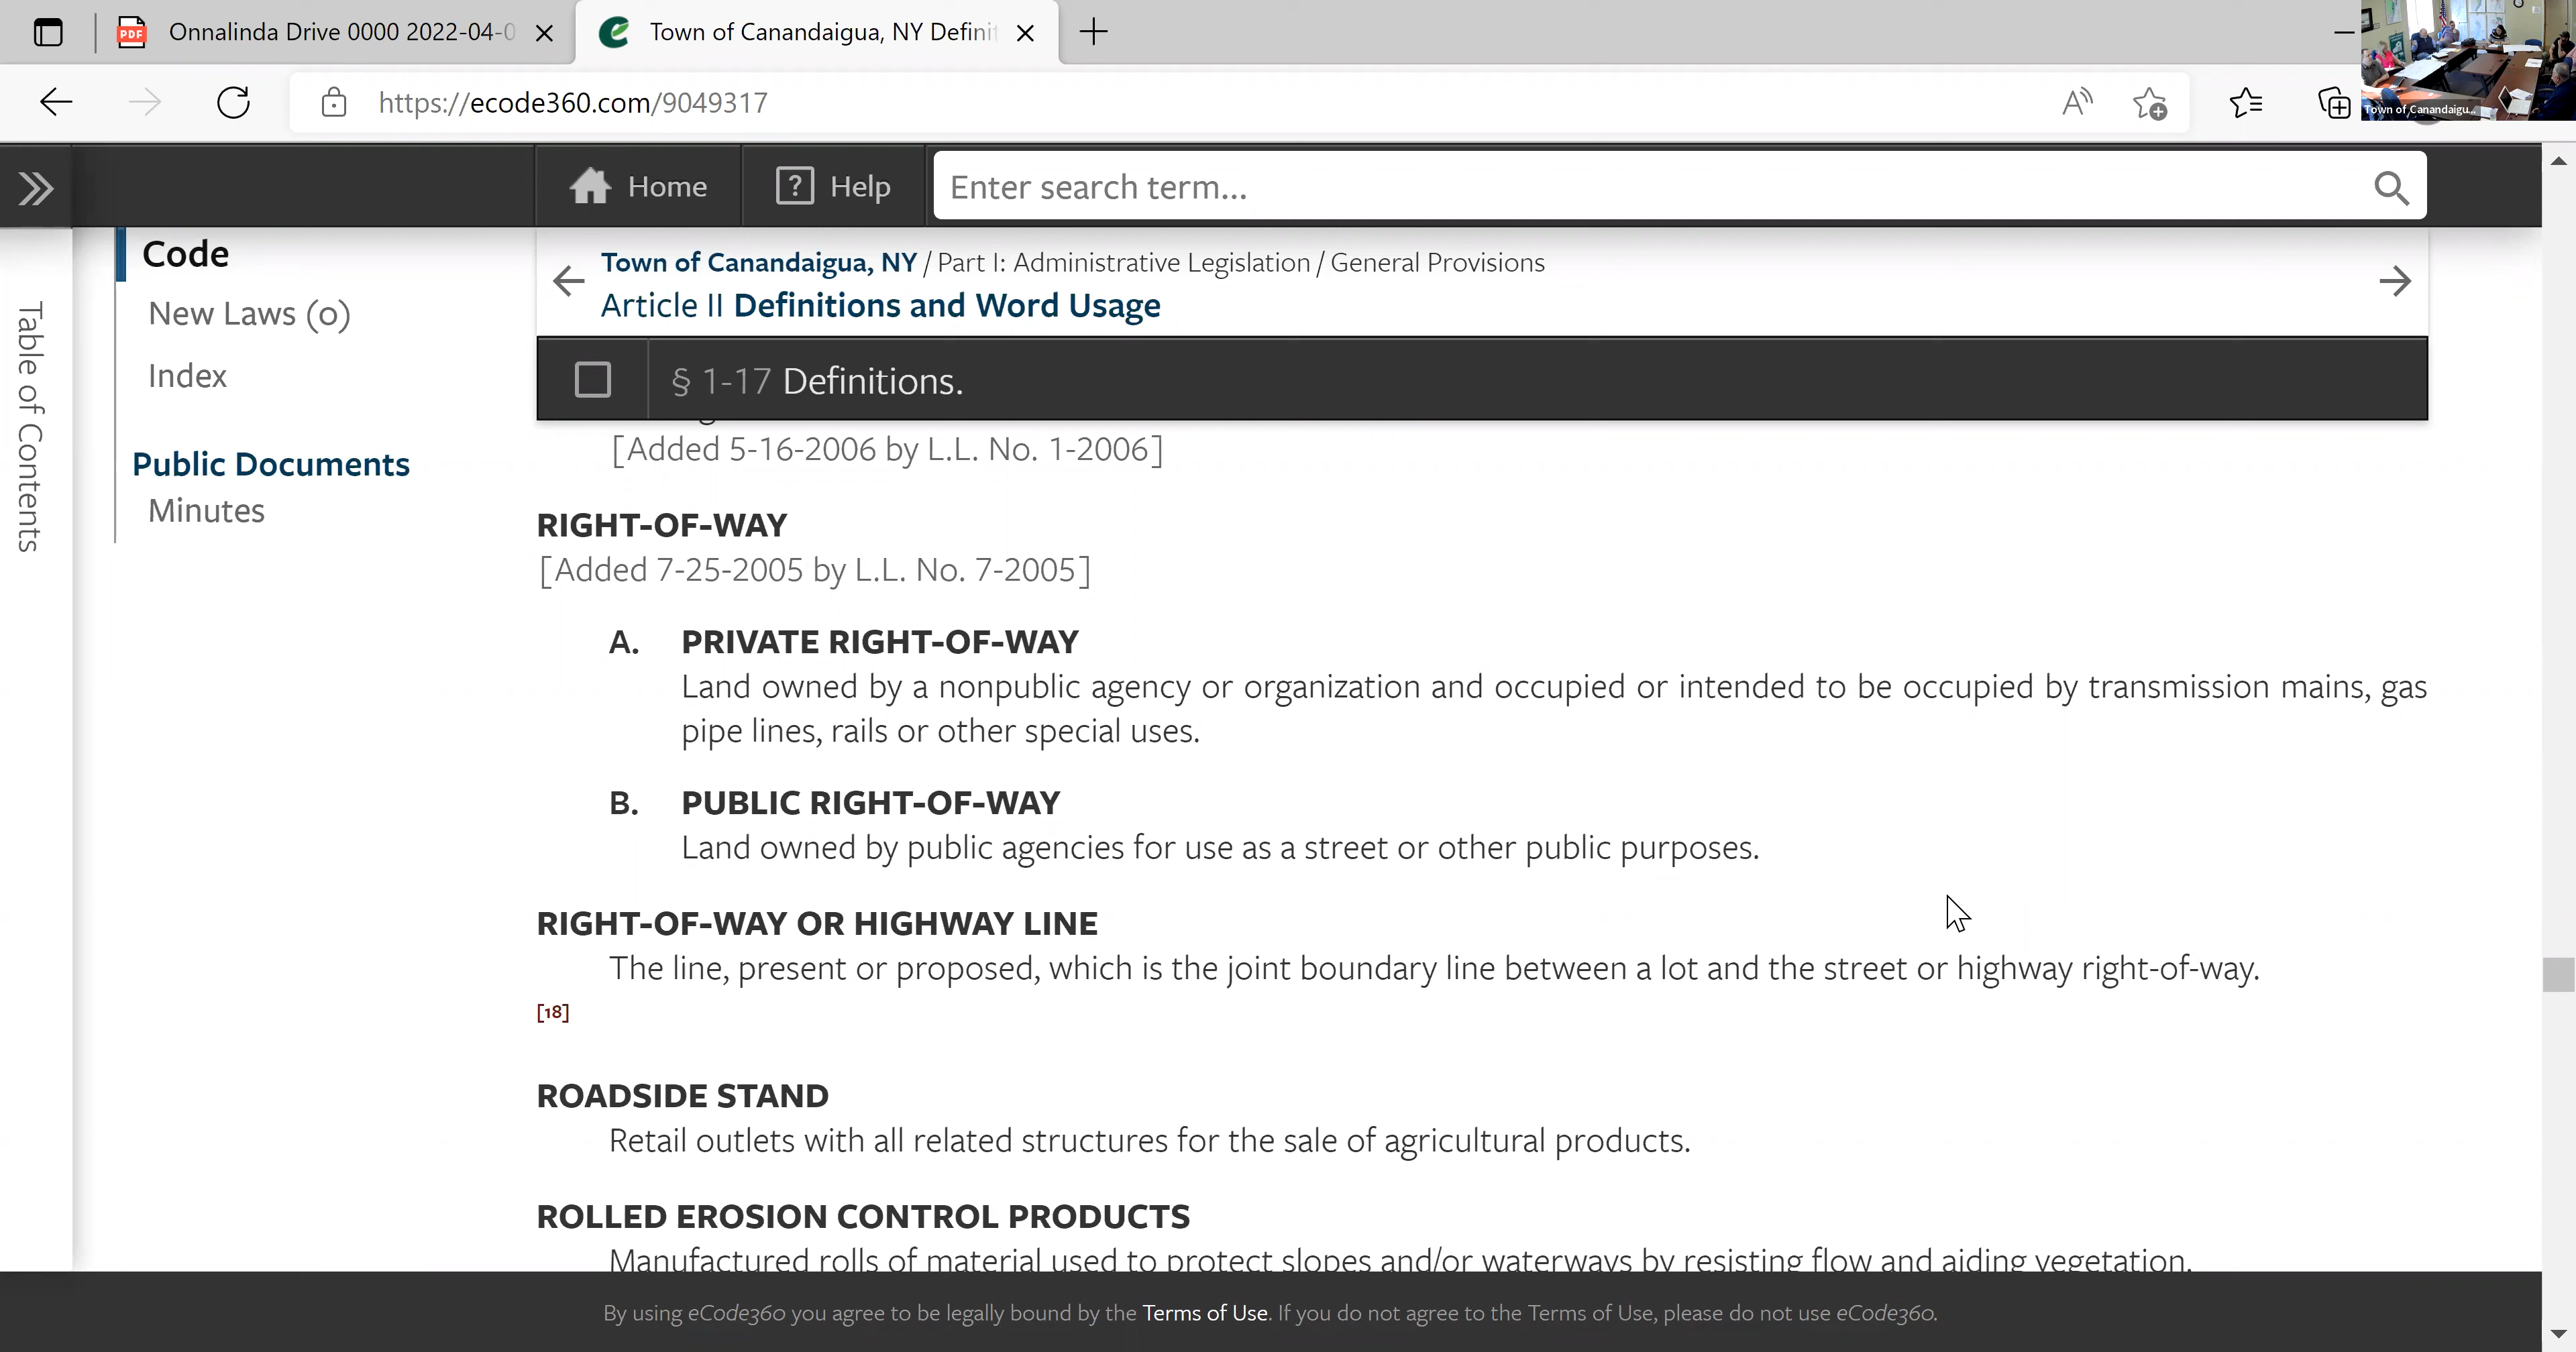 Onnalinda Drive 0000 2022-04-0
Town of Canandaigua, NY Defini
https://ecode360.com/9049317
Town of Canandaigu...
Home
Help
Enter search term...
Table of Contents
Code
New Laws (0)
Index
Public Documents
Minutes
Town of Canandaigua, NY / Part I: Administrative Legislation / General Provisions
Article II Definitions and Word Usage
§ 1-17 Definitions.
[Added 5-16-2006 by L.L. No. 1-2006]
RIGHT-OF-WAY
[Added 7-25-2005 by L.L. No. 7-2005]
A. PRIVATE RIGHT-OF-WAY
Land owned by a nonpublic agency or organization and occupied or intended to be occupied by transmission mains, gas
pipe lines, rails or other special uses.
B. PUBLIC RIGHT-OF-WAY
Land owned by public agencies for use as a street or other public purposes.
RIGHT-OF-WAY OR HIGHWAY LINE
The line, present or proposed, which is the joint boundary line between a lot and the street or highway right-of-way.
[18]
ROADSIDE STAND
Retail outlets with all related structures for the sale of agricultural products.
ROLLED EROSION CONTROL PRODUCTS
Manufactured rolls of material used to protect slopes and/or waterways by resisting flow and aiding vegetation.
By using eCode360 you agree to be legally bound by the Terms of Use. If you do not agree to the Terms of Use, please do not use eCode360.